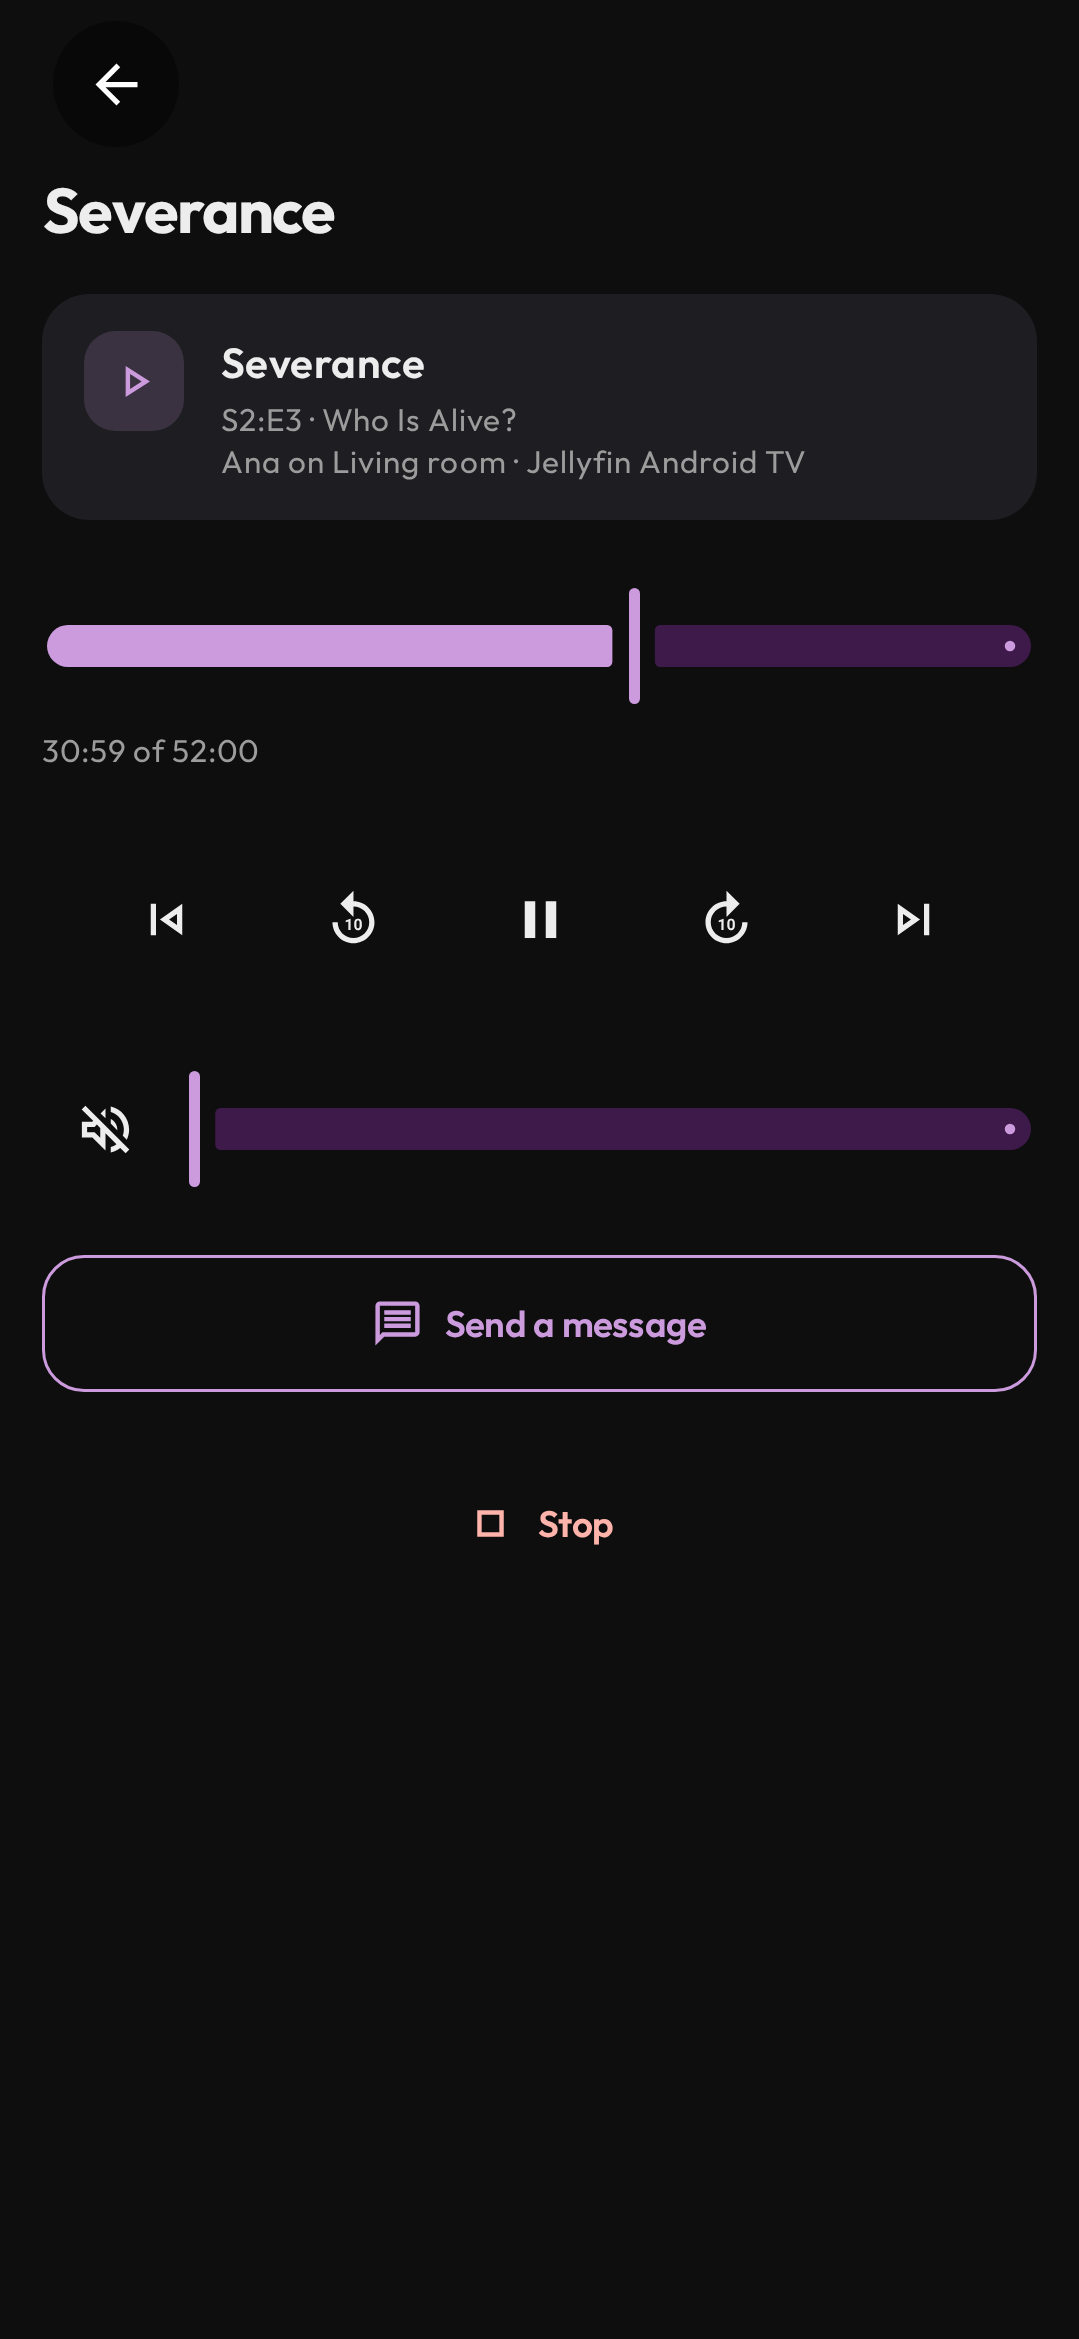 Severance
Severance
S2:E3 · Who Is Alive?
Ana on Living room · Jellyfin Android TV
30:59 of 52:00
10
10
Send a message
Stop